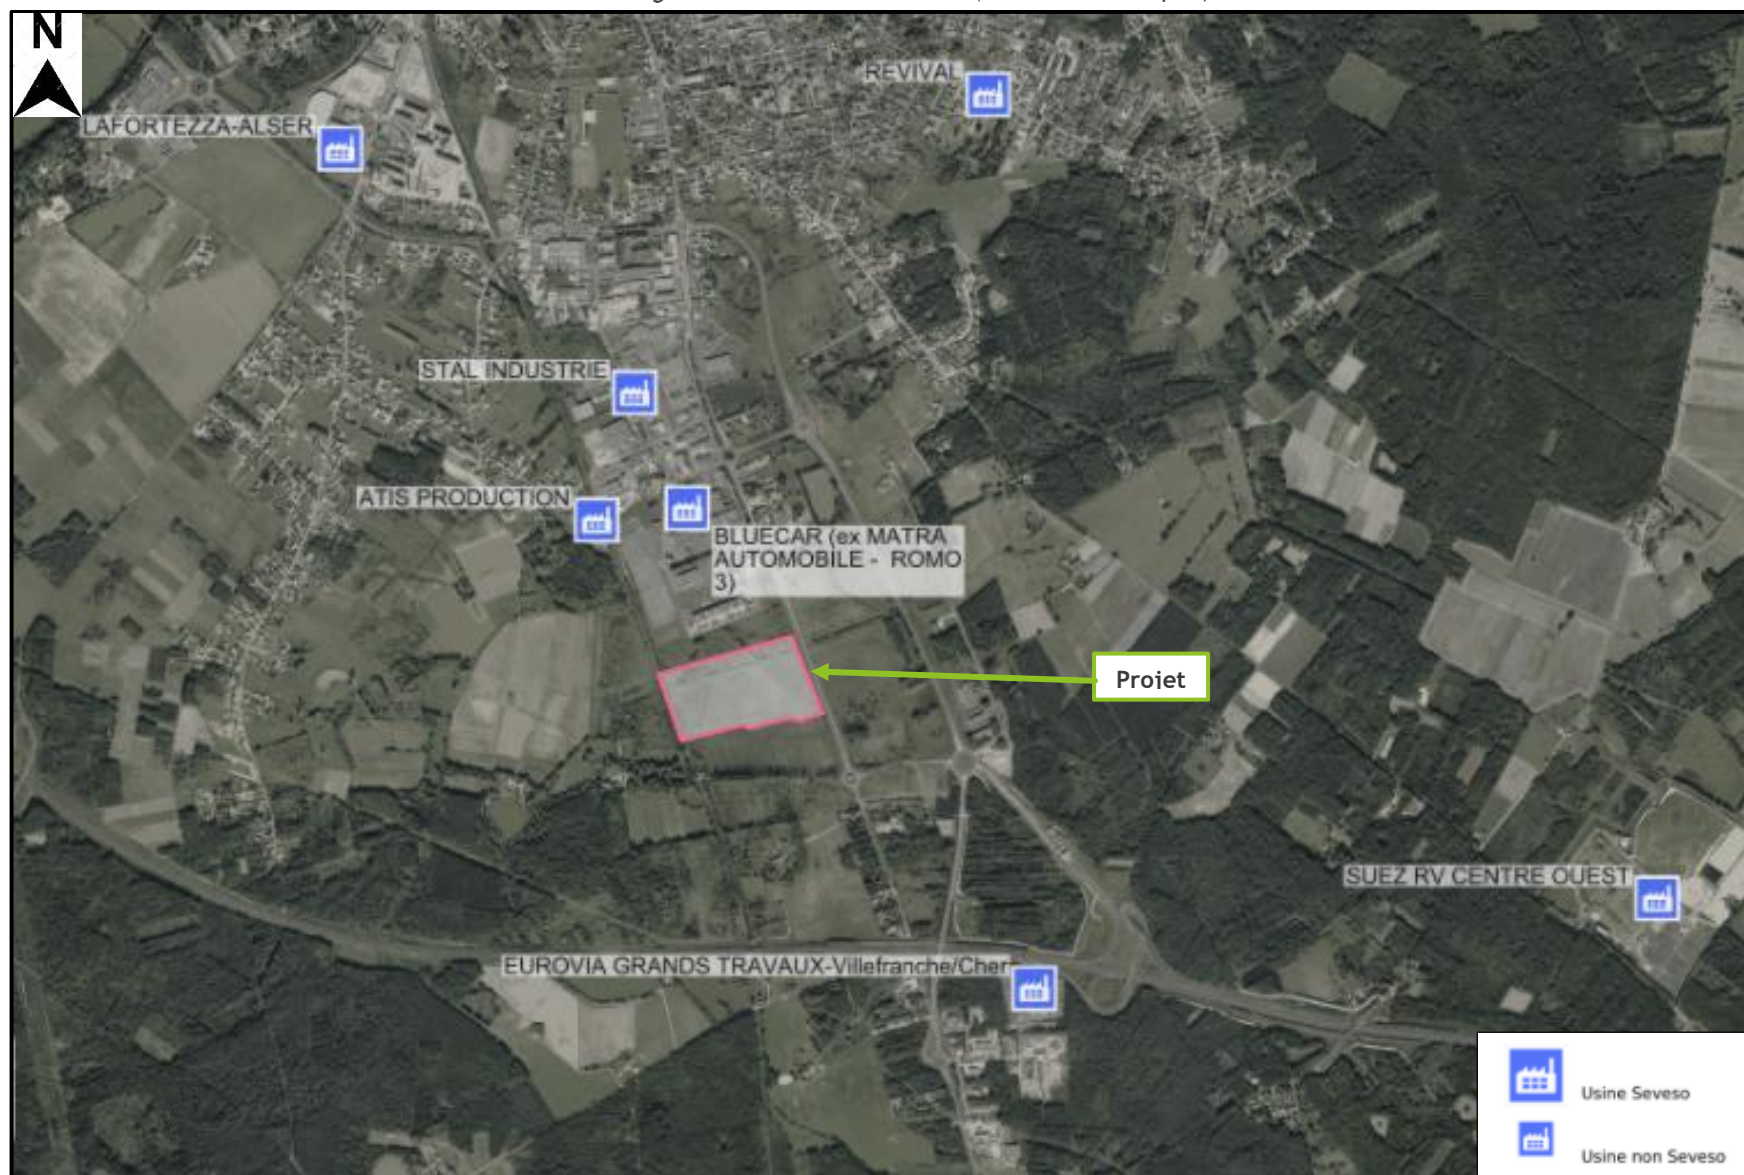 N
REVIVAL
LAFORTEZZA-ALSER
STAL INDUSTRIE
ATIS PRODUCTION
BLUECAR (ex MATRA
AUTOMOBILE - ROMO
3)
Projet
SUEZ RV CENTRE OUEST
EUROVIA GRANDS TRAVAUX-Villefranche/Cher
Usine Seveso
Usine non Seveso